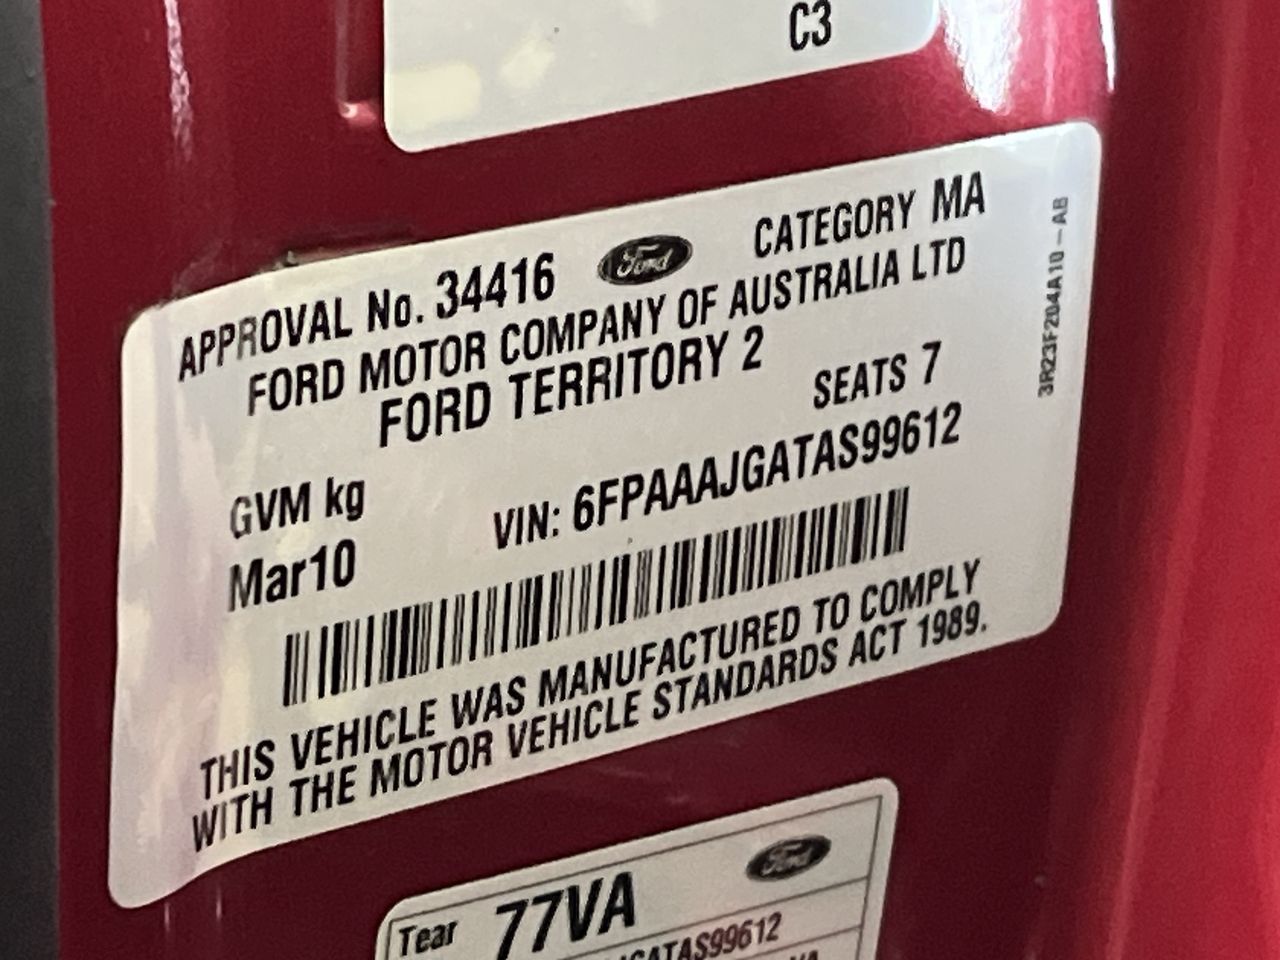 C3
APPROVAL No. 34416 Ford CATEGORY MA
FORD MOTOR COMPANY OF AUSTRALIA LTD
FORD TERRITORY 2
SEATS 7
GVM kg
VIN: 6FPAAAJGATAS99612
Mar10
THIS VEHICLE WAS MANUFACTURED TO COMPLY
WITH THE MOTOR VEHICLE STANDARDS ACT 1989.
3R23F204A10-AB
Tear 77VA Ford
JGATAS99612